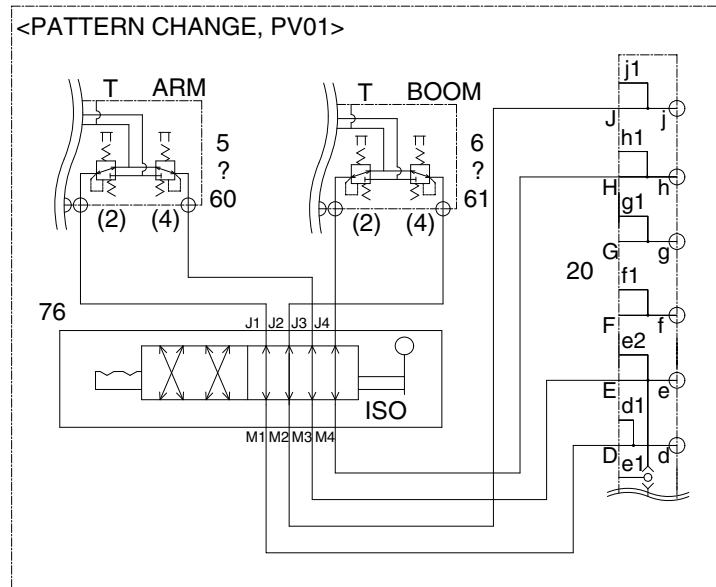 <PATTERN CHANGE, PV01>
T ARM
5
?
60
(2) (4)
T BOOM
6
?
61
(2) (4)
76
J1 J2 J3 J4
ISO
M1 M2 M3 M4
20
j1
J j
h1
H h
g1
G g
f1
F f
e2
E e
d1
D d
e1